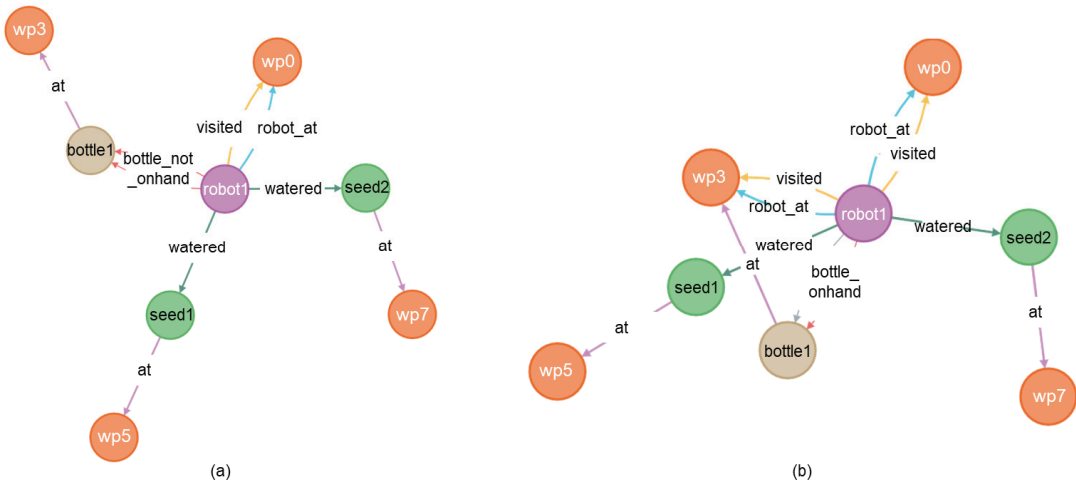 wp3
wp0
at
visited
robot_at
bottle1
bottle_not
_onhand
robot1
watered
seed2
watered
at
seed1
wp7
at
wp5
(a)
wp0
robot_at
visited
wp3
visited
robot_at
robot1
watered
watered
seed2
at
seed1
bottle_
onhand
at
at
bottle1
wp5
wp7
(b)